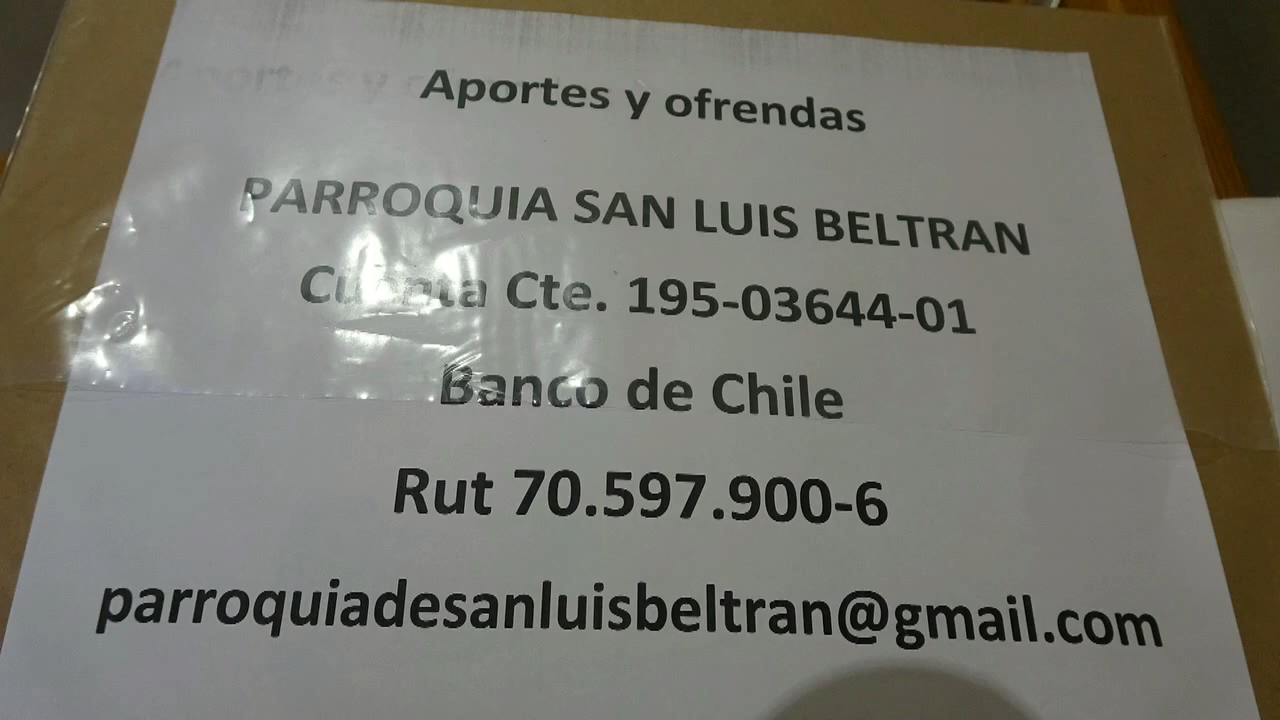 Aportes y ofrendas
PARROQUIA SAN LUIS BELTRAN
Cuenta Cte. 195-03644-01
Banco de Chile
Rut 70.597.900-6
parroquiadesanluisbeltran@gmail.com